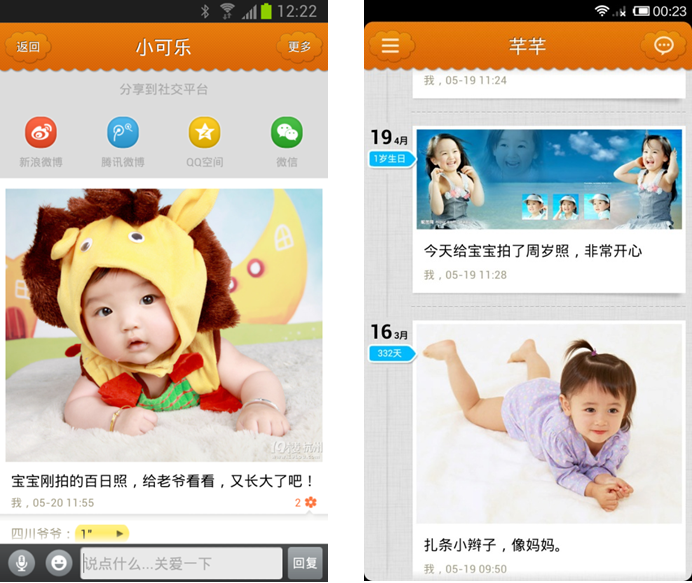 12:22
返回
小可乐
更多
分享到社交平台
新浪微博
腾讯微博
QQ空间
微信
宝宝刚拍的百日照，给老爷看看，又长大了吧！
我，05-20 11:55
2
四川爷爷：
1"
说点什么...关爱一下
回复
00:23
芊芊
我，05-19 11:24
19 4月
1岁生日
今天给宝宝拍了周岁照，非常开心
我，05-19 11:28
16 3月
332天
扎条小辫子，像妈妈。
我，05-19 09:50